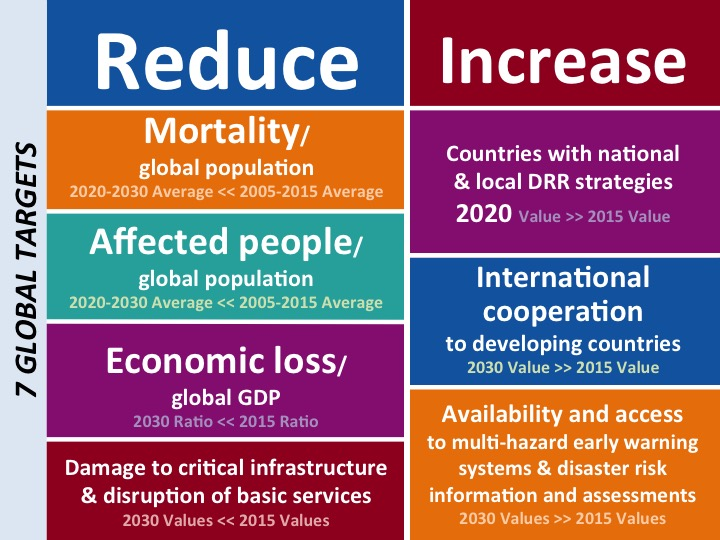 7 GLOBAL TARGETS
Reduce
Mortality/
global population
2020-2030 Average << 2005-2015 Average
Affected people/
global population
2020-2030 Average << 2005-2015 Average
Economic loss/
global GDP
2030 Ratio << 2015 Ratio
Damage to critical infrastructure
& disruption of basic services
2030 Values << 2015 Values
Increase
Countries with national
& local DRR strategies
2020 Value >> 2015 Value
International
cooperation
to developing countries
2030 Value >> 2015 Value
Availability and access
to multi-hazard early warning
systems & disaster risk
information and assessments
2030 Values >> 2015 Values